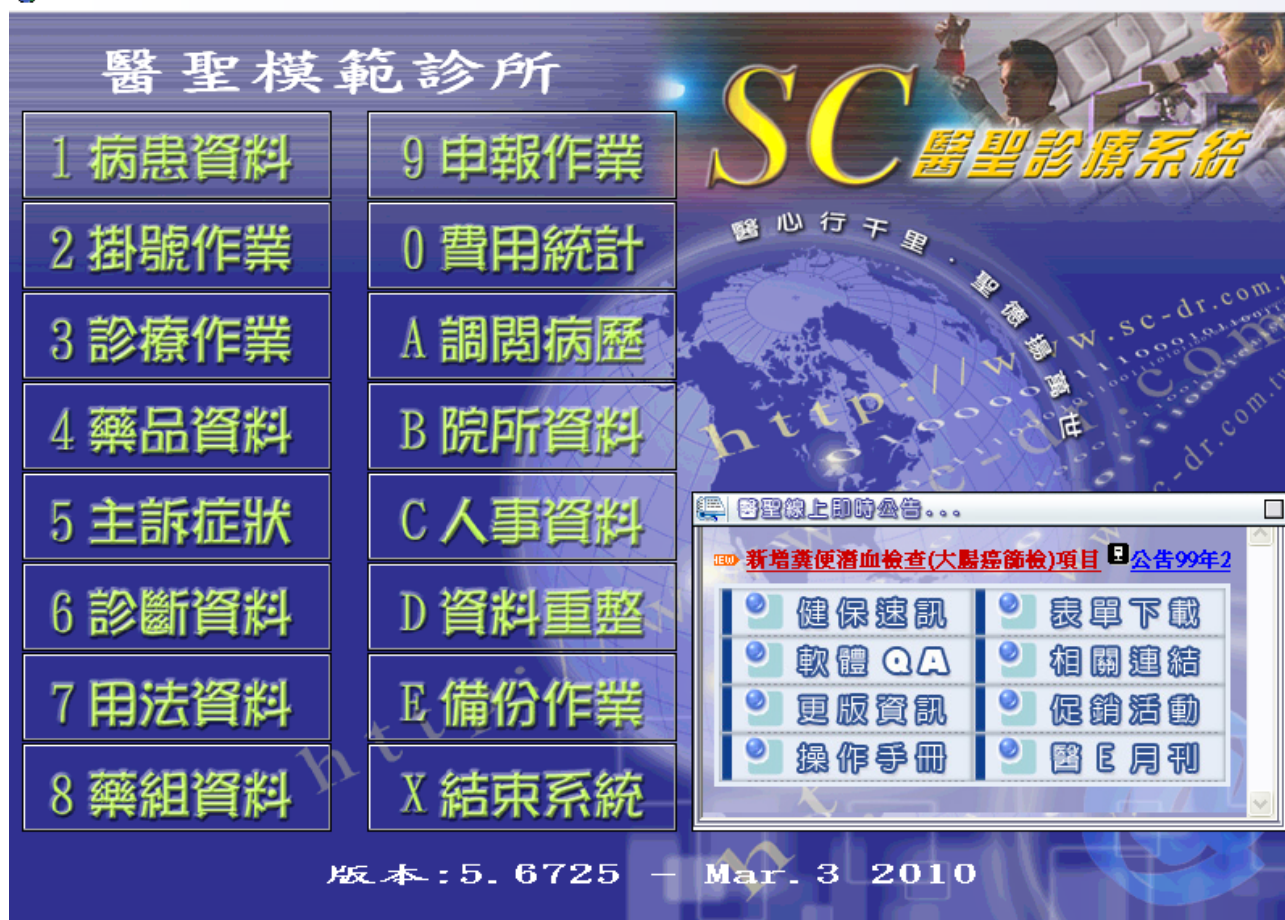 醫聖模範診所
SC 醫聖診療系統
醫心行千里.聖德揚萬世
1 病患資料
9 申報作業
2 掛號作業
0 費用統計
3 診療作業
A 調閱病歷
4 藥品資料
B 院所資料
5 主訴症狀
C 人事資料
6 診斷資料
D 資料重整
7 用法資料
E 備份作業
8 藥組資料
X 結束系統
http://www.sc-dr.com.tw
醫聖線上即時公告...
NEW 新增糞便潛血檢查(大腸癌篩檢)項目 公告99年2
健保速訊
表單下載
軟體QA
相關連結
更版資訊
促銷活動
操作手冊
醫E月刊
版本:5.6725 － Mar.3 2010